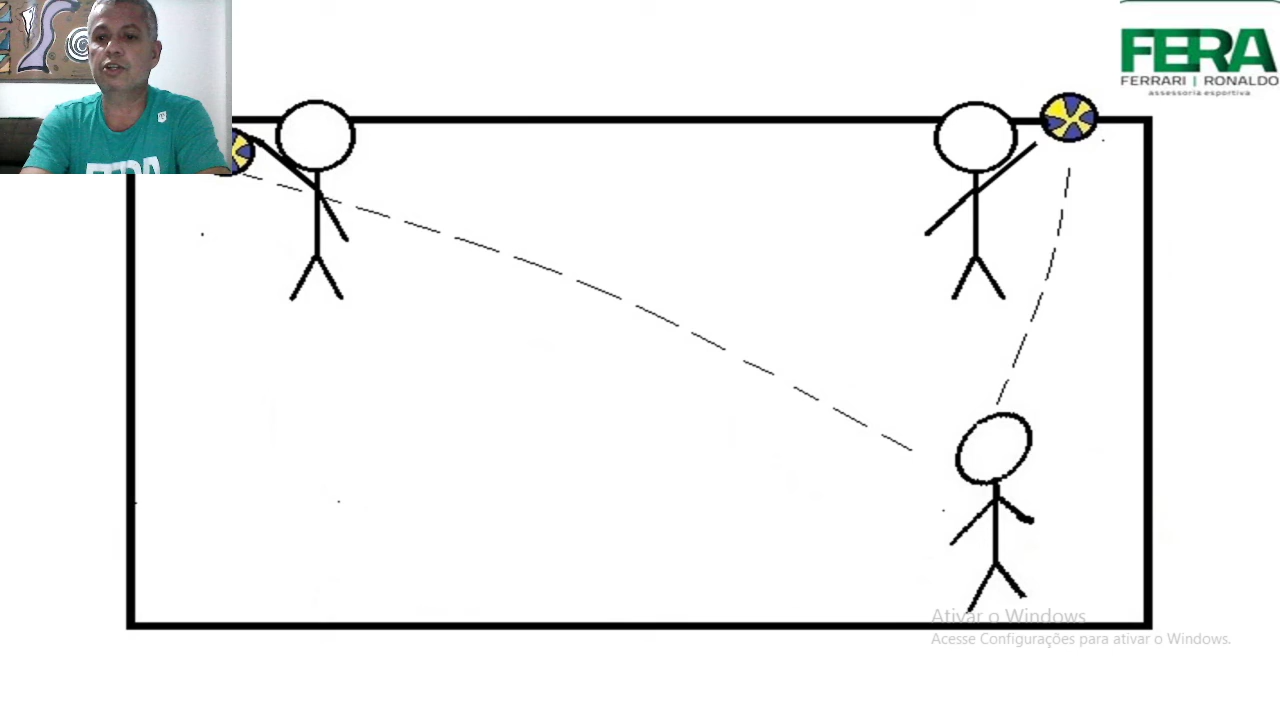 FERA
FERRARI | RONALDO
assessoria esportiva
Ativar o Windows
Acesse Configurações para ativar o Windows.